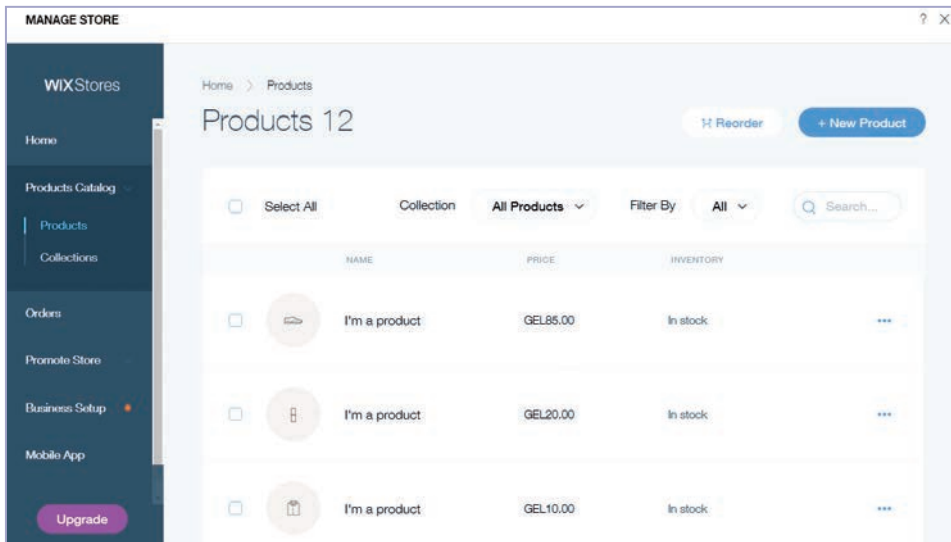 MANAGE STORE
? X
WIXStores
Home
Products Catalog
Products
Collections
Orders
Promote Store
Business Setup
Mobile App
Upgrade
Home > Products
Products 12
Reorder
+ New Product
Select All Collection All Products Filter By All Search...
NAME PRICE INVENTORY
I'm a product GEL85.00 In stock
I'm a product GEL20.00 In stock
I'm a product GEL10.00 In stock